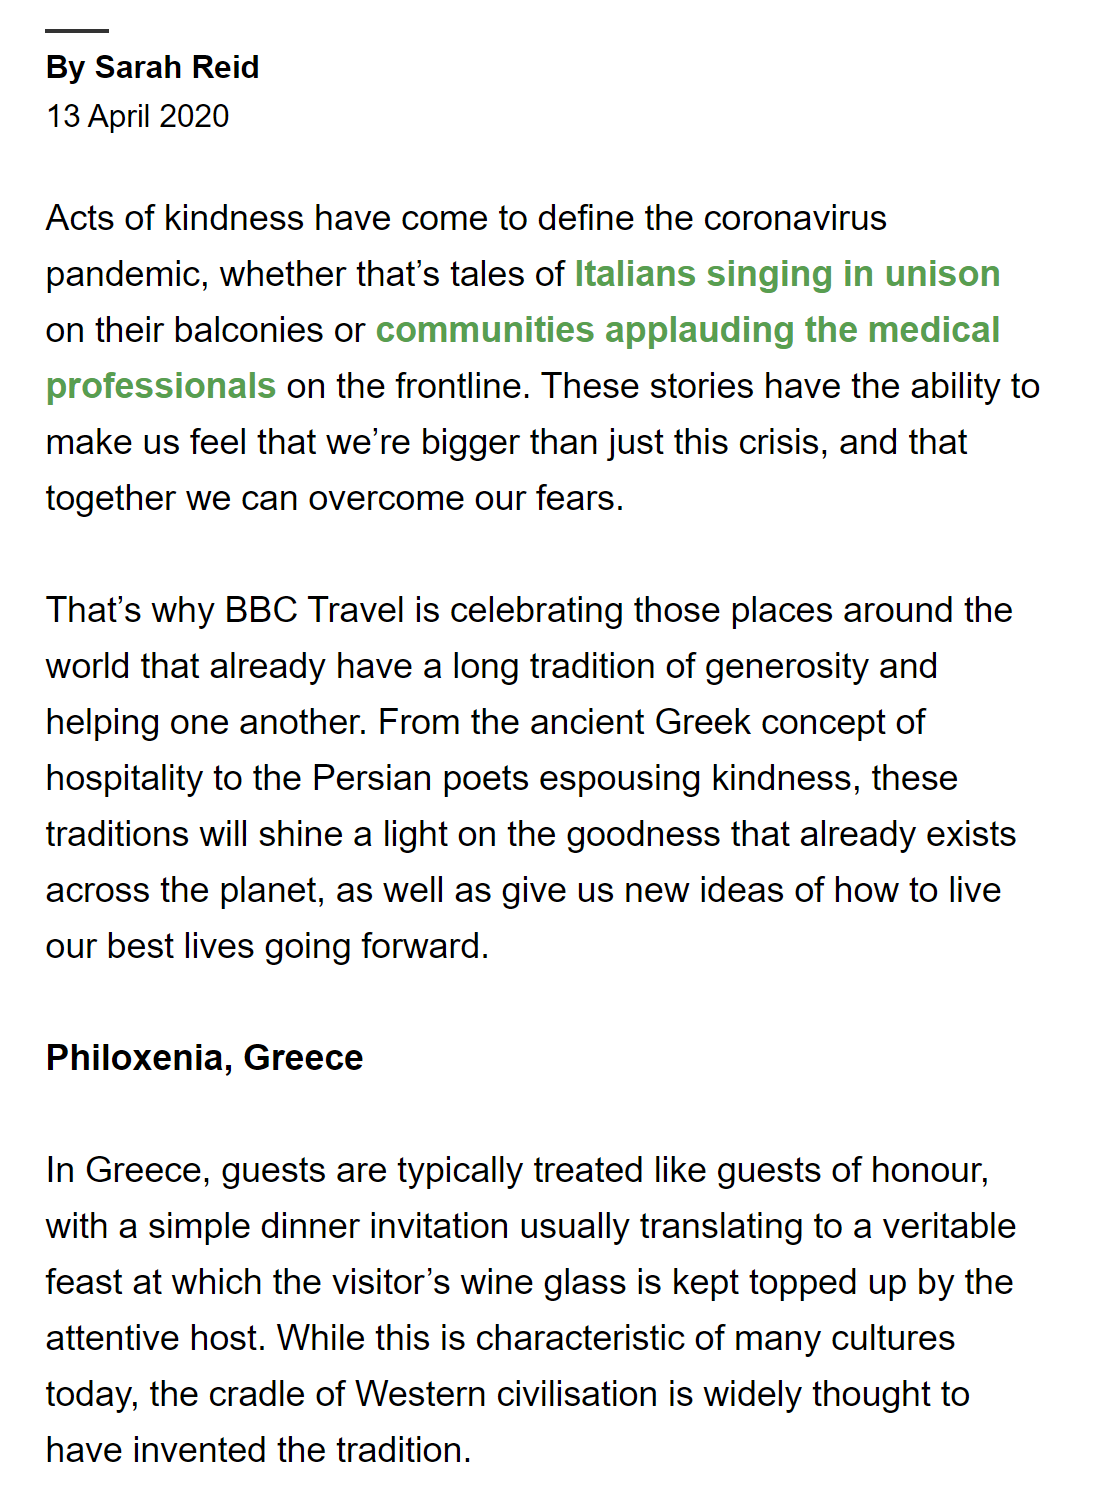 By Sarah Reid
13 April 2020
Acts of kindness have come to define the coronavirus
pandemic, whether that’s tales of Italians singing in unison
on their balconies or communities applauding the medical
professionals on the frontline. These stories have the ability to
make us feel that we’re bigger than just this crisis, and that
together we can overcome our fears.
That’s why BBC Travel is celebrating those places around the
world that already have a long tradition of generosity and
helping one another. From the ancient Greek concept of
hospitality to the Persian poets espousing kindness, these
traditions will shine a light on the goodness that already exists
across the planet, as well as give us new ideas of how to live
our best lives going forward.
Philoxenia, Greece
In Greece, guests are typically treated like guests of honour,
with a simple dinner invitation usually translating to a veritable
feast at which the visitor’s wine glass is kept topped up by the
attentive host. While this is characteristic of many cultures
today, the cradle of Western civilisation is widely thought to
have invented the tradition.